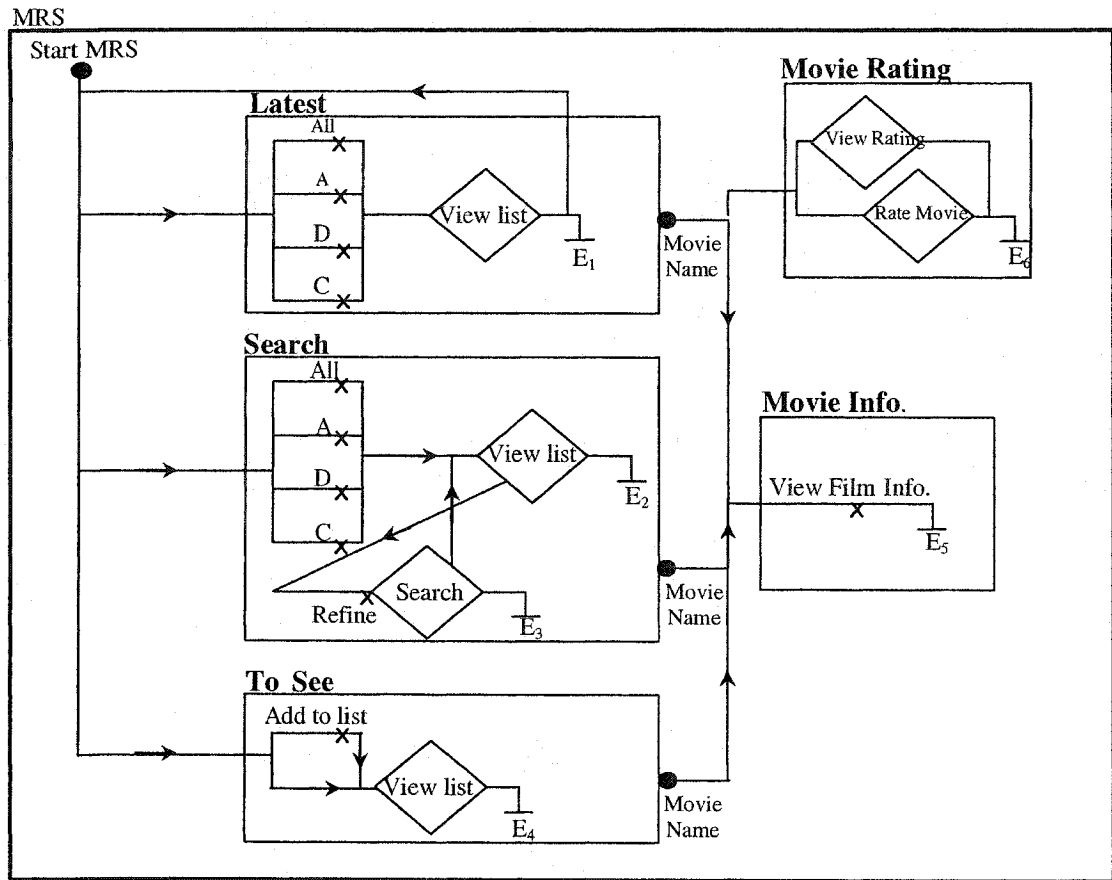 MRS
Start MRS
Latest
All
A
D
C
View list
E1
Movie
Name
Movie Rating
View Rating
Rate Movie
E6
Search
All
A
D
C
View list
E2
Refine
Search
E3
Movie
Name
Movie Info.
View Film Info.
E5
To See
Add to list
View list
E4
Movie
Name